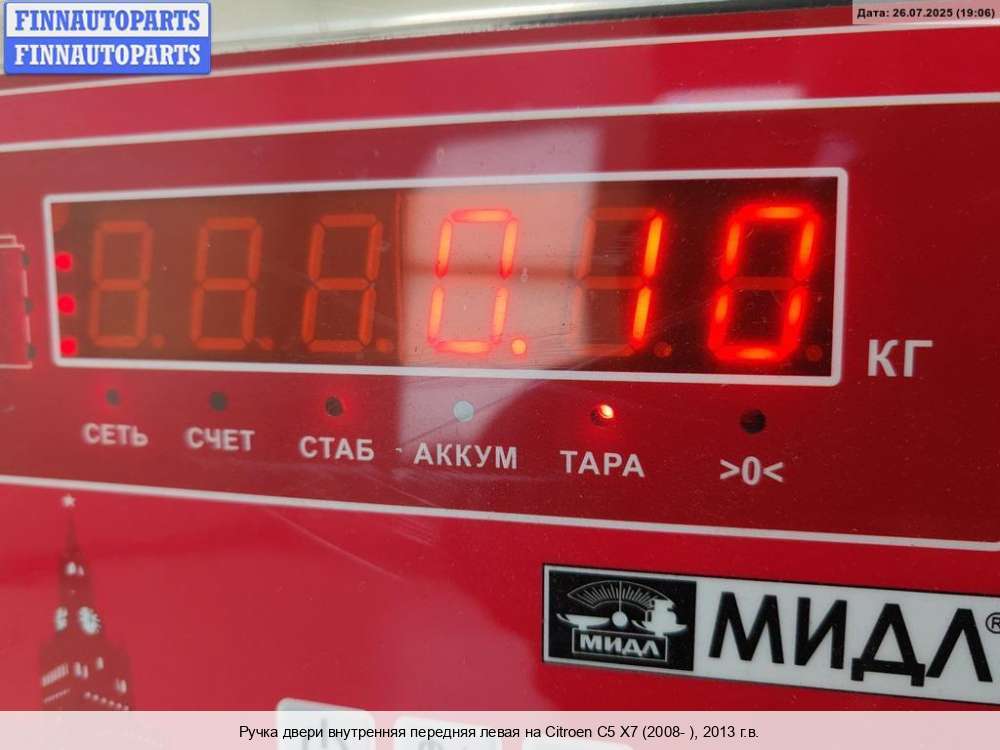 FINNAUTOPARTS
FINNAUTOPARTS
Дата: 26.07.2025 (19:06)
0.10
КГ
СЕТЬ СЧЕТ СТАБ АККУМ ТАРА >0<
МИДЛ МИДЛ®
Ручка двери внутренняя передняя левая на Citroen C5 X7 (2008- ), 2013 г.в.